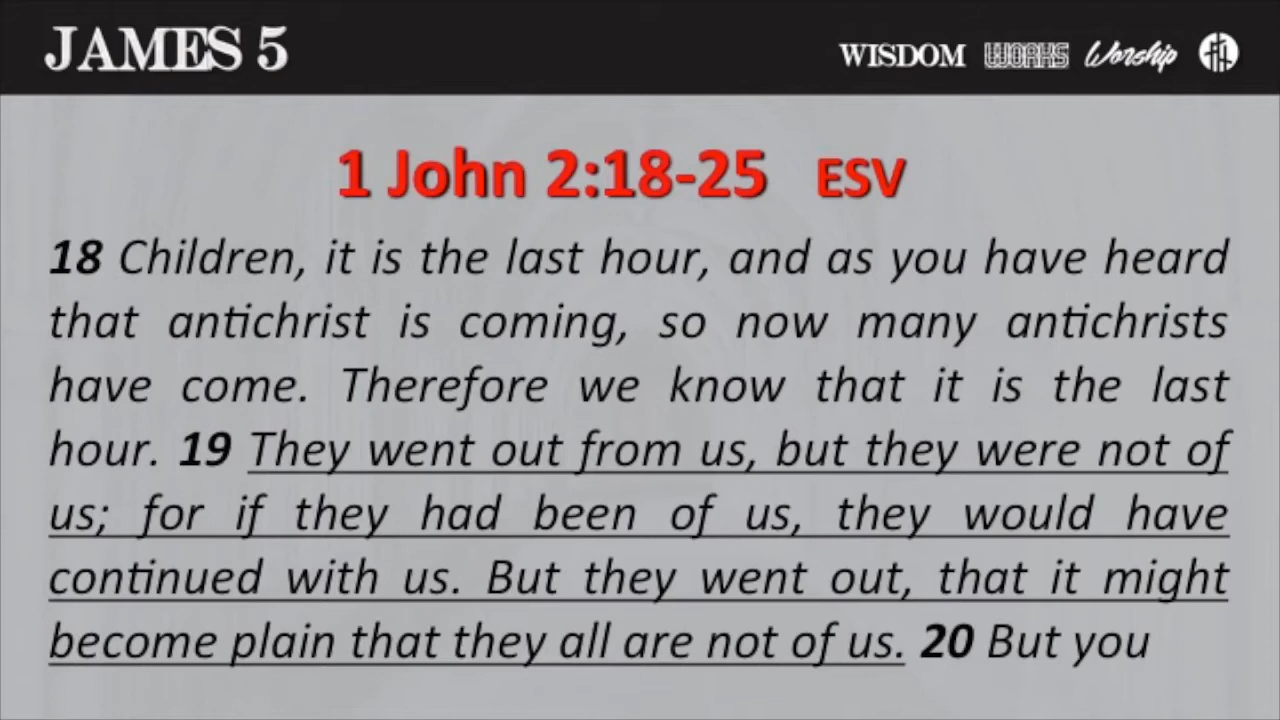 JAMES 5
WISDOM WORKS Worship
1 John 2:18-25 ESV
18 Children, it is the last hour, and as you have heard
that antichrist is coming, so now many antichrists
have come. Therefore we know that it is the last
hour. 19 They went out from us, but they were not of
us; for if they had been of us, they would have
continued with us. But they went out, that it might
become plain that they all are not of us. 20 But you